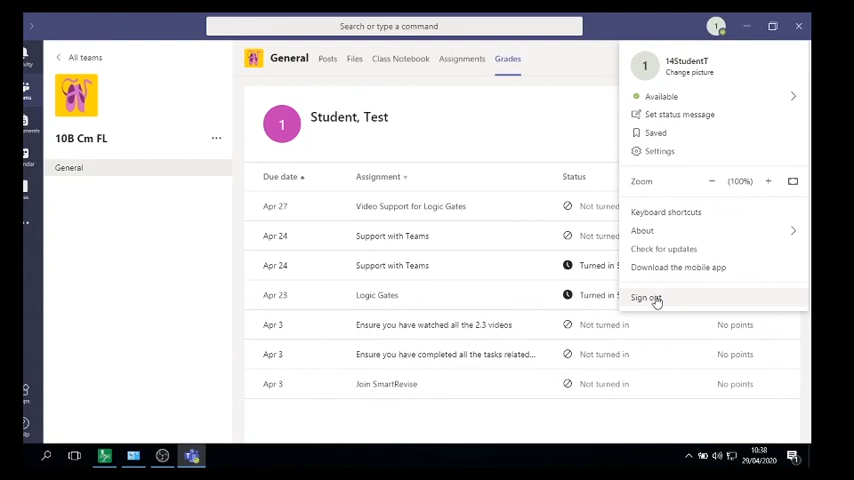 Search or type a command
1
All teams
10B Cm FL
General
General
Posts
Files
Class Notebook
Assignments
Grades
1
Student, Test
Due date
Assignment
Status
Apr 27
Video Support for Logic Gates
Not turned
Apr 24
Support with Teams
Not turned
Apr 24
Support with Teams
Turned in
Apr 23
Logic Gates
Turned in
Apr 3
Ensure you have watched all the 2.3 videos
Not turned in
No points
Apr 3
Ensure you have completed all the tasks related...
Not turned in
No points
Apr 3
Join SmartRevise
Not turned in
No points
1
14StudentT
Change picture
Available
Set status message
Saved
Settings
Zoom
(100%)
Keyboard shortcuts
About
Check for updates
Download the mobile app
Sign out
10:38
29/04/2020